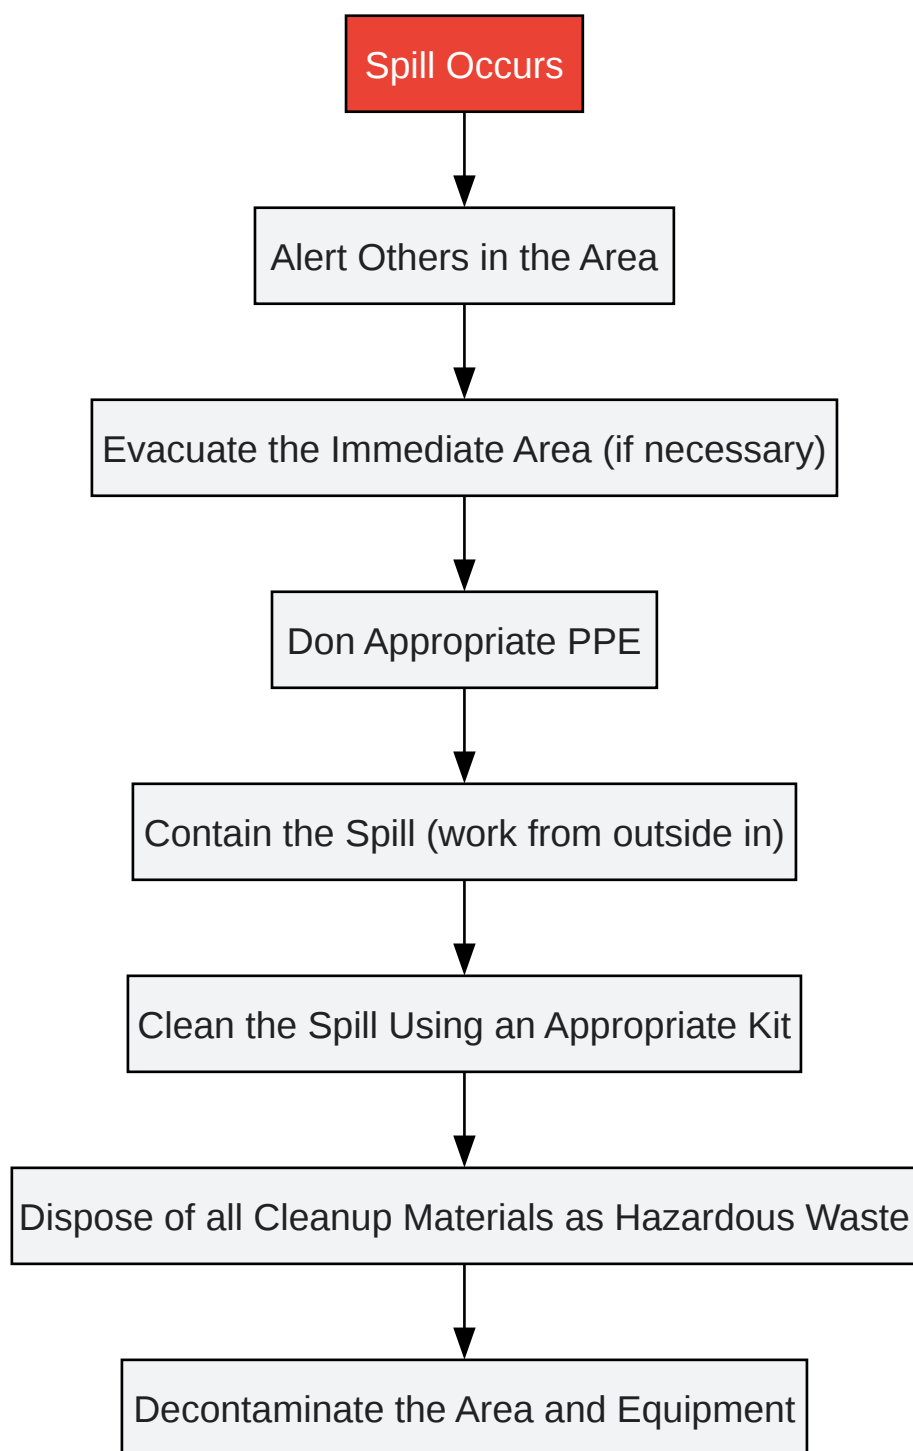 Spill Occurs
Alert Others in the Area
Evacuate the Immediate Area (if necessary)
Don Appropriate PPE
Contain the Spill (work from outside in)
Clean the Spill Using an Appropriate Kit
Dispose of all Cleanup Materials as Hazardous Waste
Decontaminate the Area and Equipment